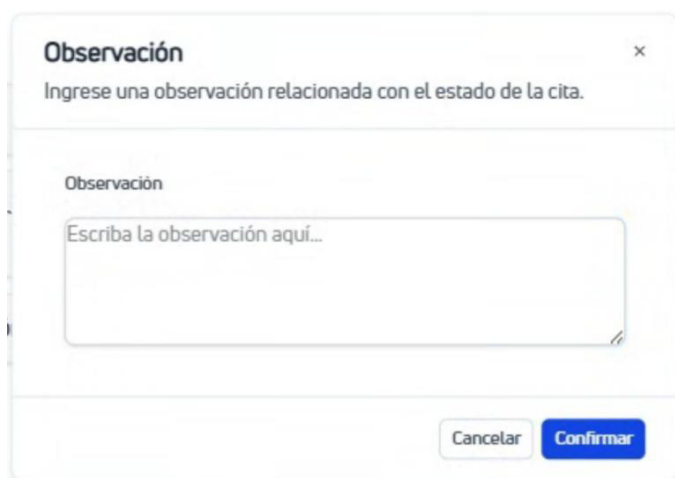 Observación
×
Ingrese una observación relacionada con el estado de la cita.
Observación
Escriba la observación aquí...
Cancelar
Confirmar